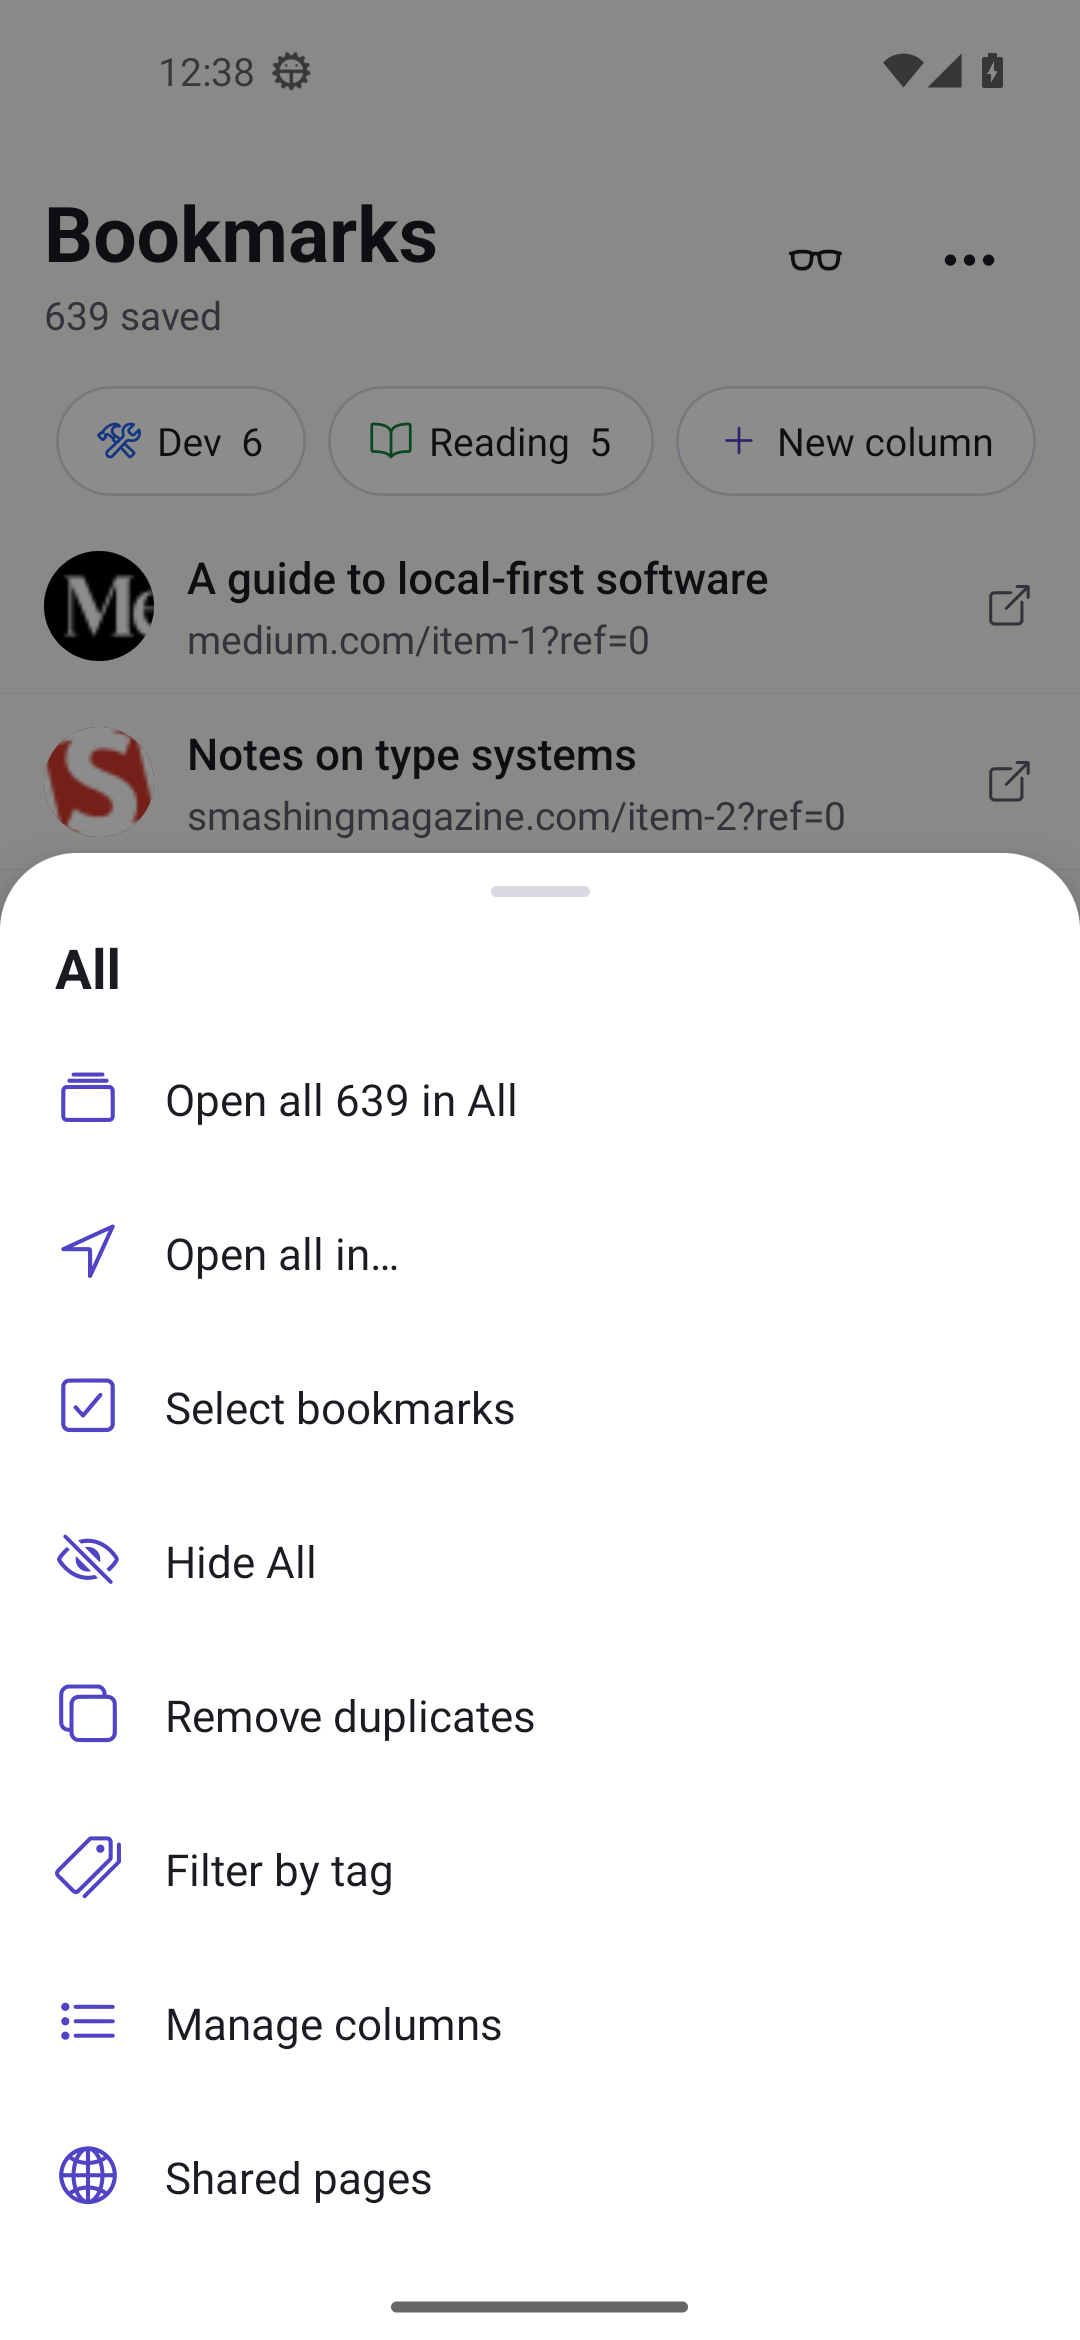 12:38
Bookmarks
639 saved
Dev 6
Reading 5
New column
Me
A guide to local-first software
medium.com/item-1?ref=0
S
Notes on type systems
smashingmagazine.com/item-2?ref=0
All
Open all 639 in All
Open all in…
Select bookmarks
Hide All
Remove duplicates
Filter by tag
Manage columns
Shared pages